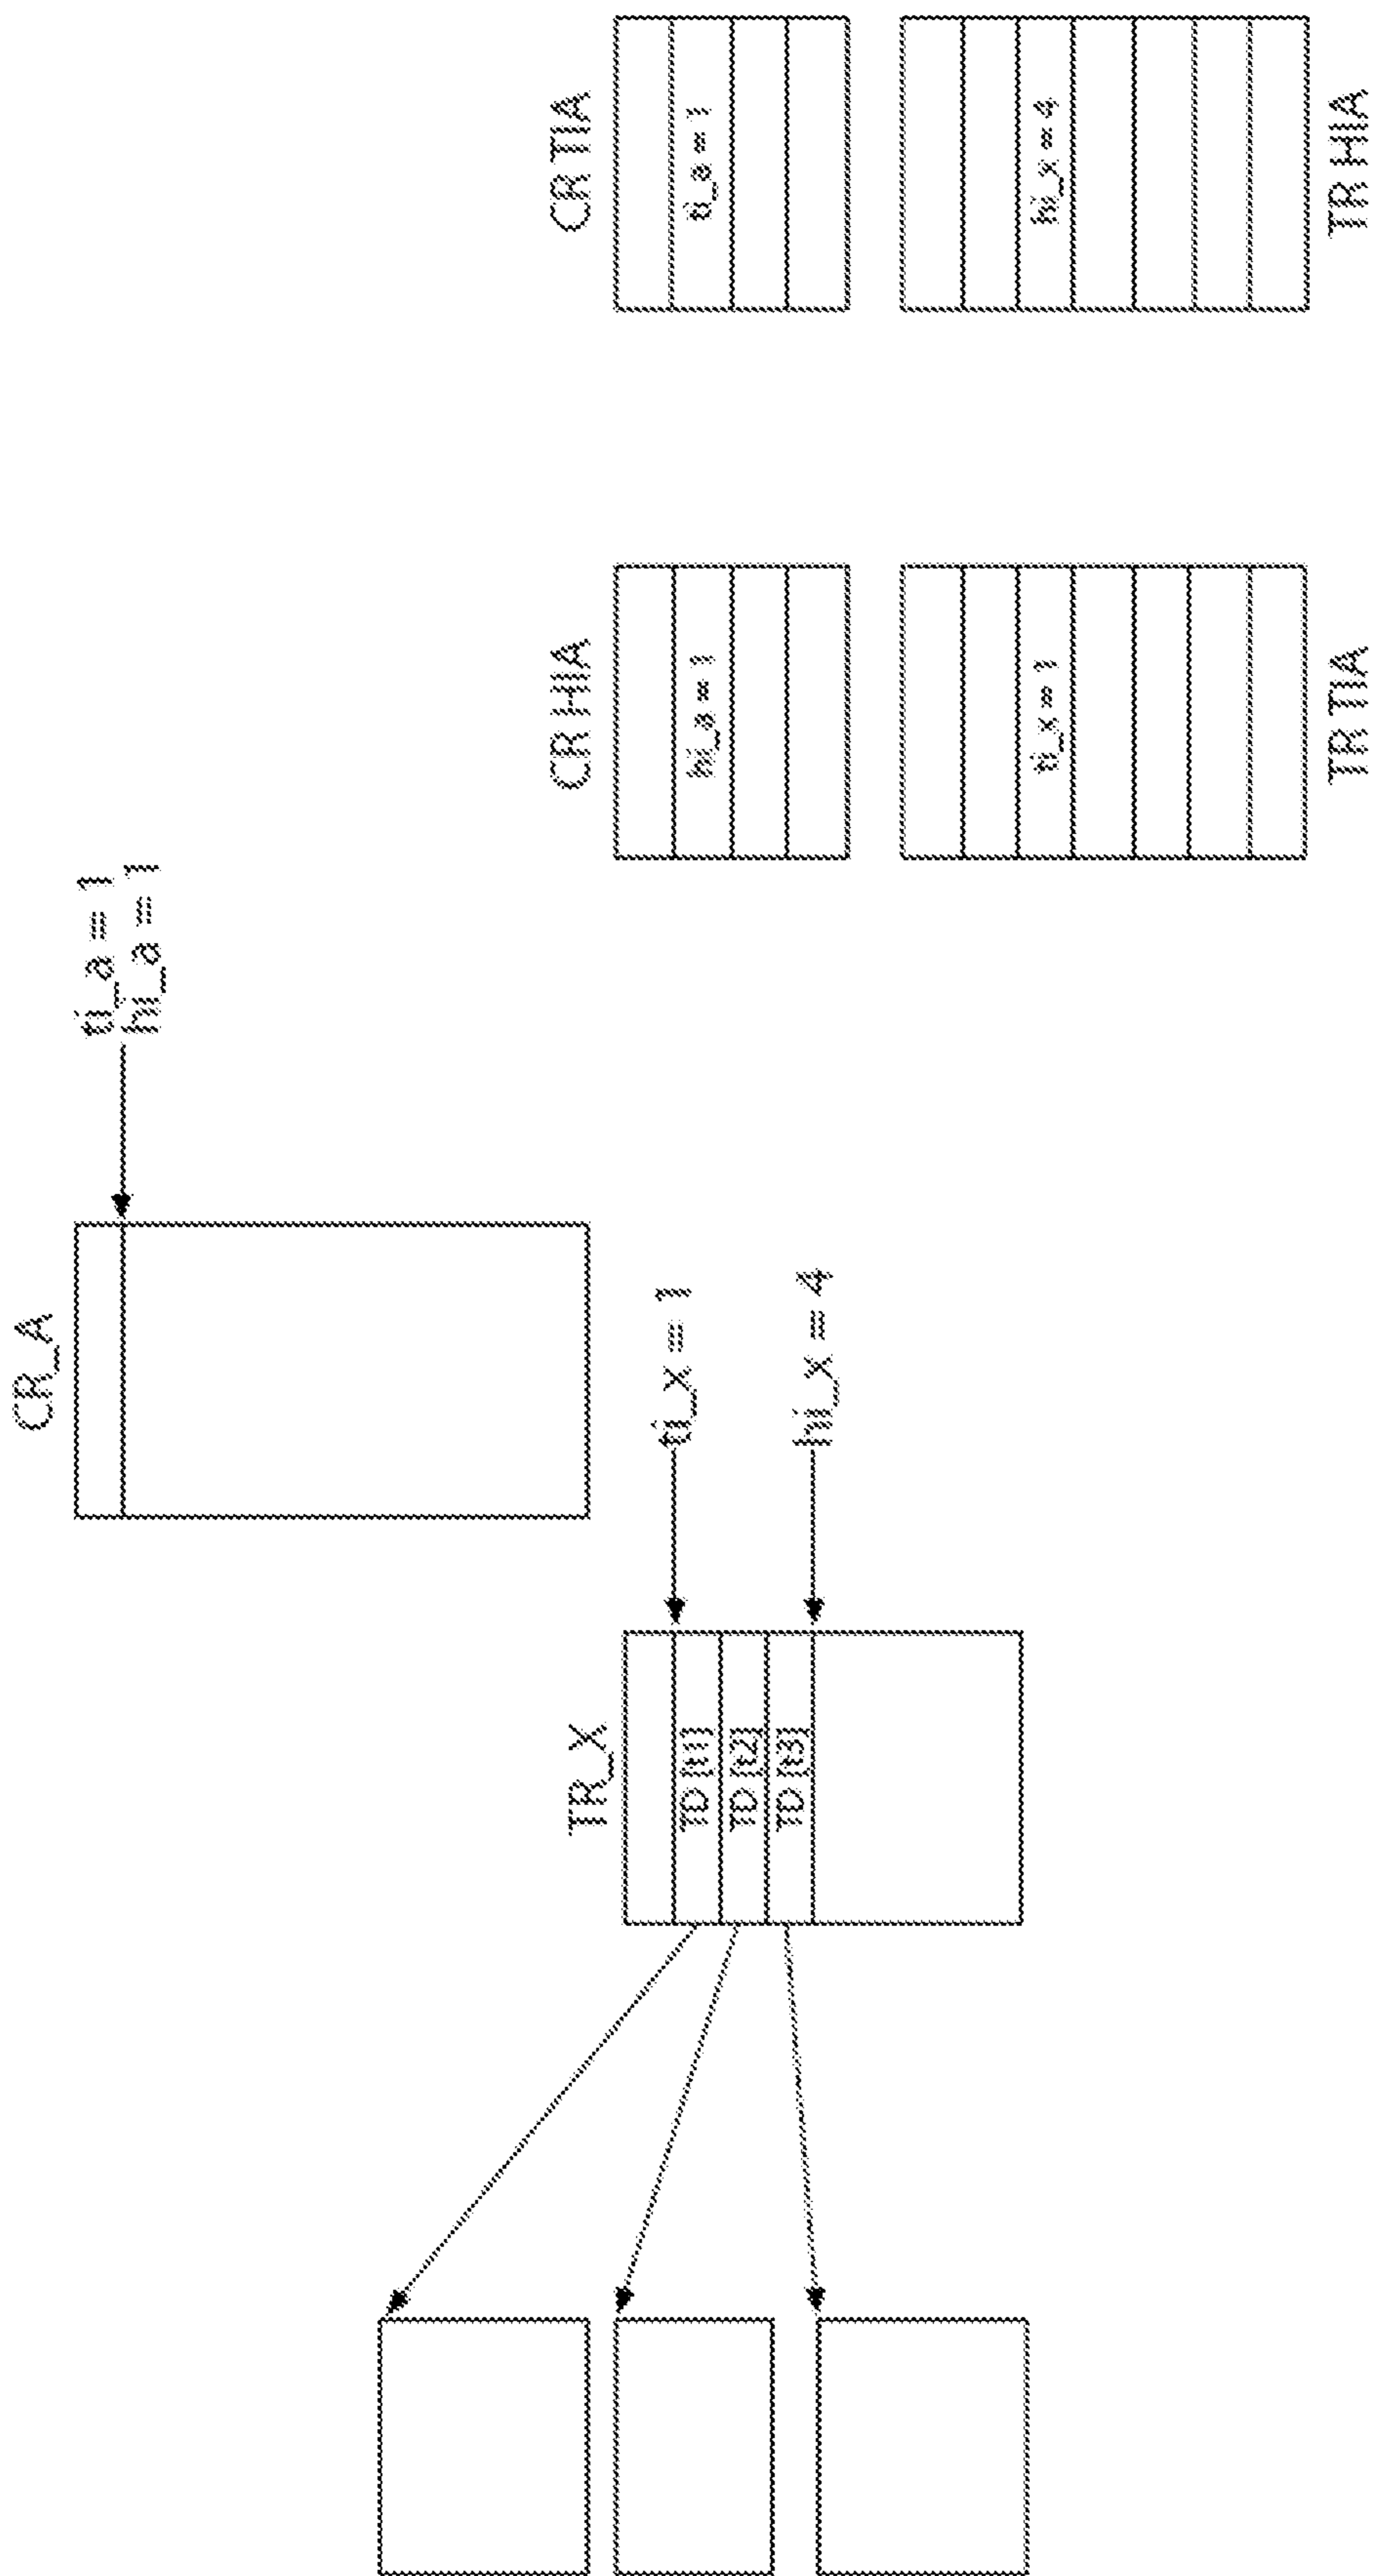 CR_A
ti_a = 1
hi_a = 1
TR_X
TD [t1]
TD [t2]
TD [t3]
ti_x = 1
hi_x = 4
CR HIA
hi_a = 1
ti_x = 1
TR TIA
CR TIA
ti_a = 1
hi_x = 4
TR HIA